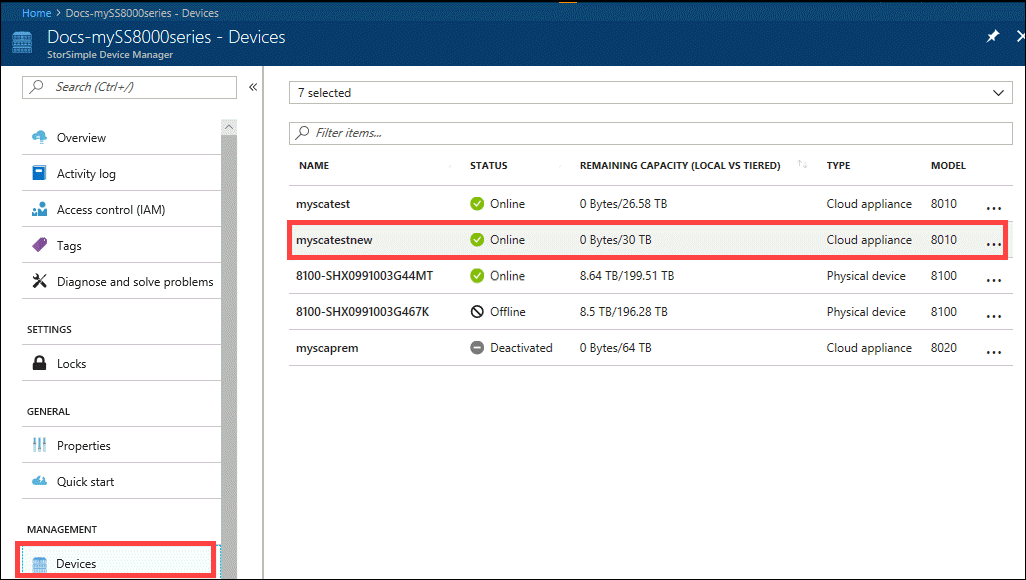 Home > Docs-mySS8000series - Devices
Docs-mySS8000series - Devices
StorSimple Device Manager
Search (Ctrl+/)
Overview
Activity log
Access control (IAM)
Tags
Diagnose and solve problems
SETTINGS
Locks
GENERAL
Properties
Quick start
MANAGEMENT
Devices
7 selected
Filter items...
NAME STATUS REMAINING CAPACITY (LOCAL VS TIERED) TYPE MODEL
myscatest Online 0 Bytes/26.58 TB Cloud appliance 8010 ...
myscatestnew Online 0 Bytes/30 TB Cloud appliance 8010 ...
8100-SHX0991003G44MT Online 8.64 TB/199.51 TB Physical device 8100 ...
8100-SHX0991003G467K Offline 8.5 TB/196.28 TB Physical device 8100 ...
myscaprem Deactivated 0 Bytes/64 TB Cloud appliance 8020 ...